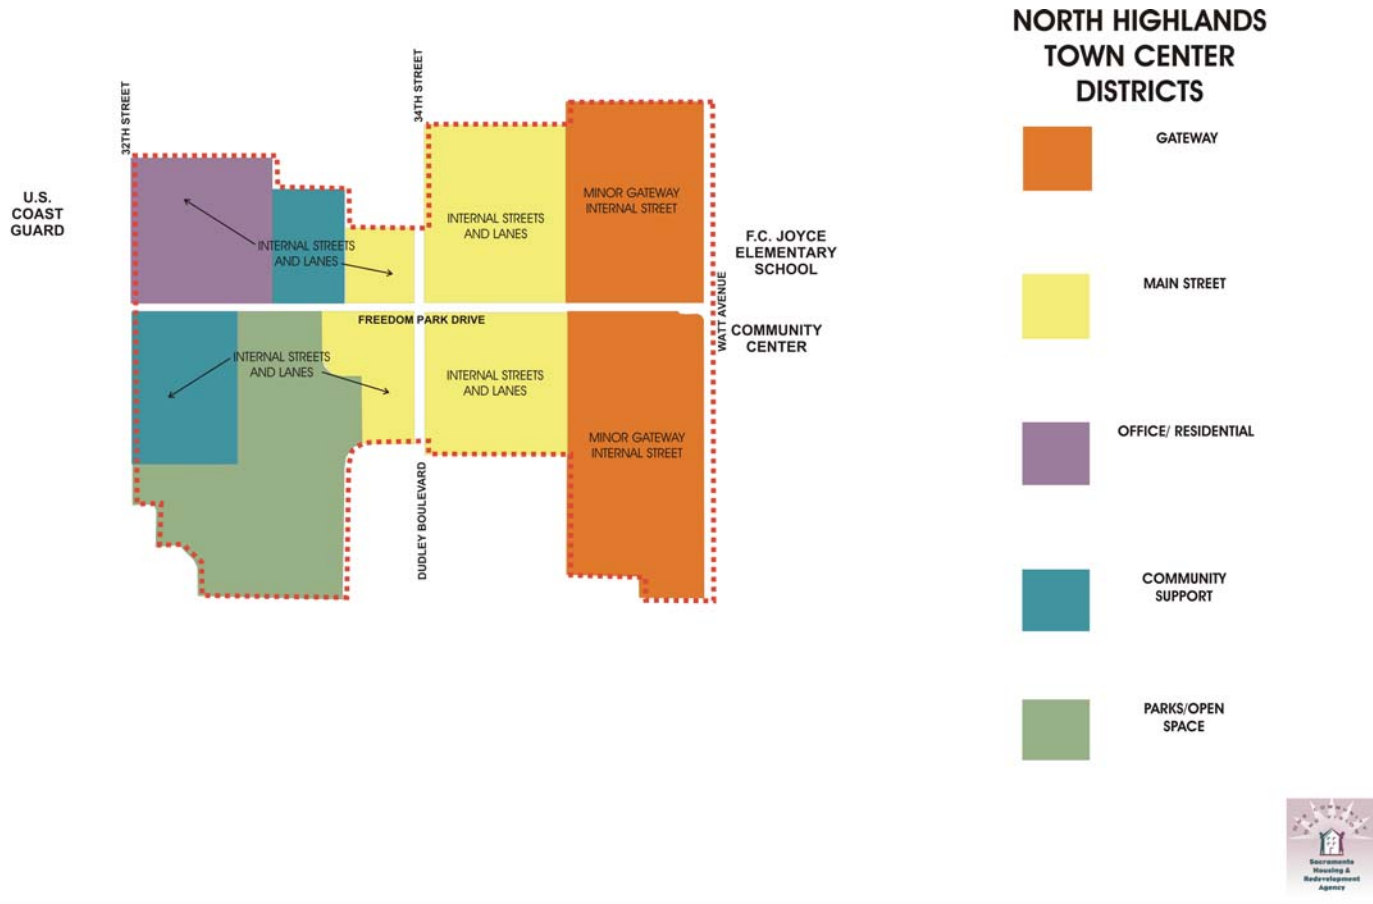 NORTH HIGHLANDS
TOWN CENTER
DISTRICTS
GATEWAY
MAIN STREET
OFFICE/ RESIDENTIAL
COMMUNITY
SUPPORT
PARKS/OPEN
SPACE
32TH STREET
34TH STREET
U.S.
COAST
GUARD
INTERNAL STREETS
AND LANES
INTERNAL STREETS
AND LANES
MINOR GATEWAY
INTERNAL STREET
F.C. JOYCE
ELEMENTARY
SCHOOL
WATT AVENUE
FREEDOM PARK DRIVE
COMMUNITY
CENTER
INTERNAL STREETS
AND LANES
INTERNAL STREETS
AND LANES
MINOR GATEWAY
INTERNAL STREET
DUDLEY BOULEVARD
Sacramento
Housing &
Redevelopment
Agency